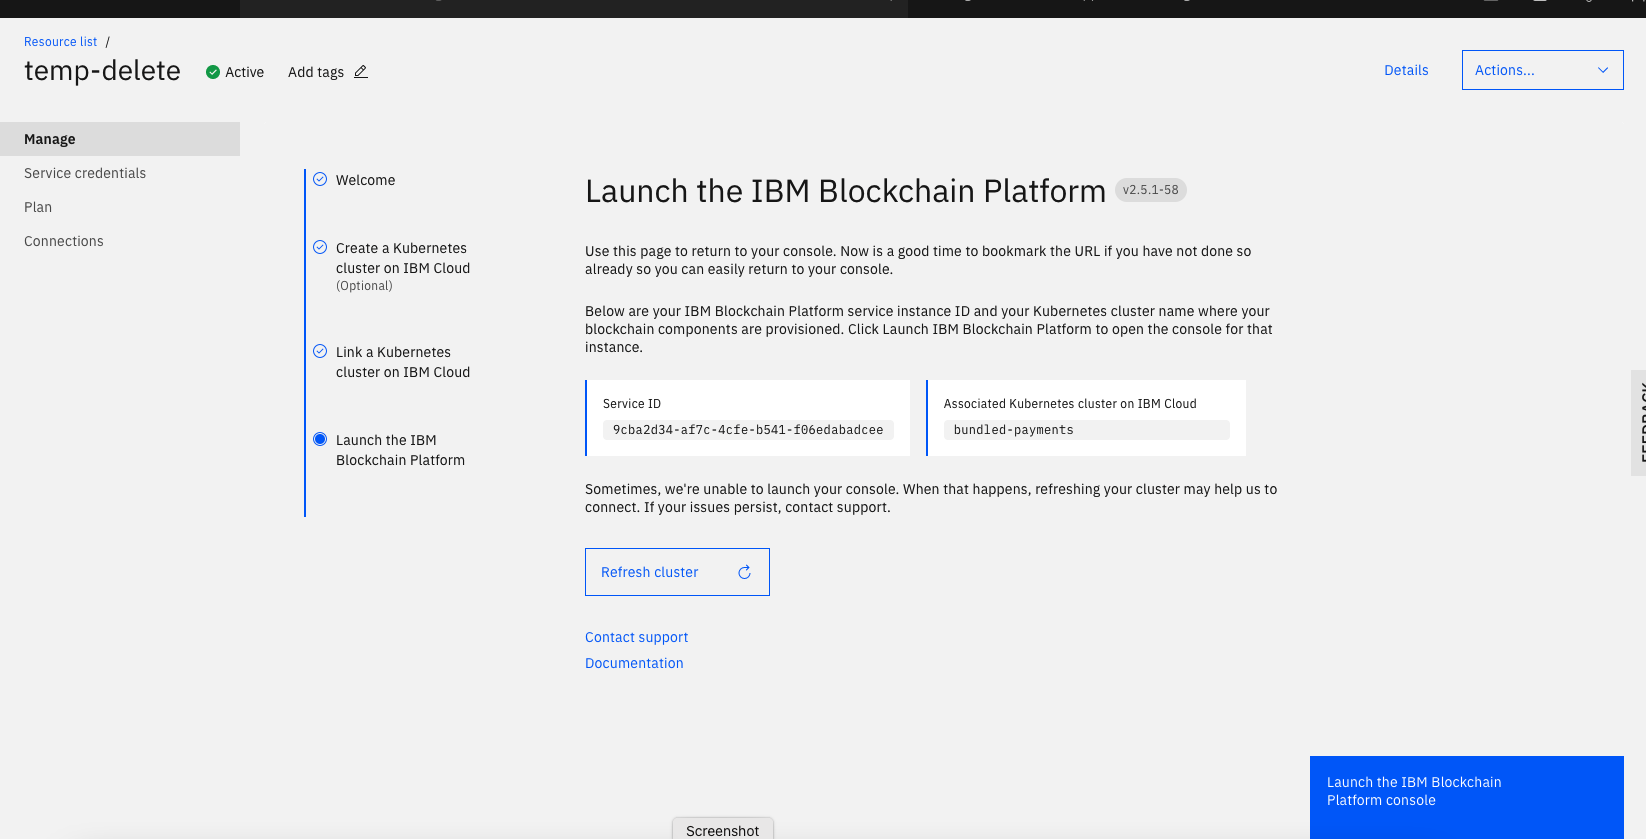 Resource list /
temp-delete
Active
Add tags
Details
Actions...
Manage
Service credentials
Plan
Connections
Welcome
Create a Kubernetes
cluster on IBM Cloud
(Optional)
Link a Kubernetes
cluster on IBM Cloud
Launch the IBM
Blockchain Platform
Launch the IBM Blockchain Platform v2.5.1-58
Use this page to return to your console. Now is a good time to bookmark the URL if you have not done so
already so you can easily return to your console.
Below are your IBM Blockchain Platform service instance ID and your Kubernetes cluster name where your
blockchain components are provisioned. Click Launch IBM Blockchain Platform to open the console for that
instance.
Service ID
9cba2d34-af7c-4cfe-b541-f06edabadcee
Associated Kubernetes cluster on IBM Cloud
bundled-payments
Sometimes, we're unable to launch your console. When that happens, refreshing your cluster may help us to
connect. If your issues persist, contact support.
Refresh cluster
Contact support
Documentation
FEEDBACK
Launch the IBM Blockchain
Platform console
Screenshot